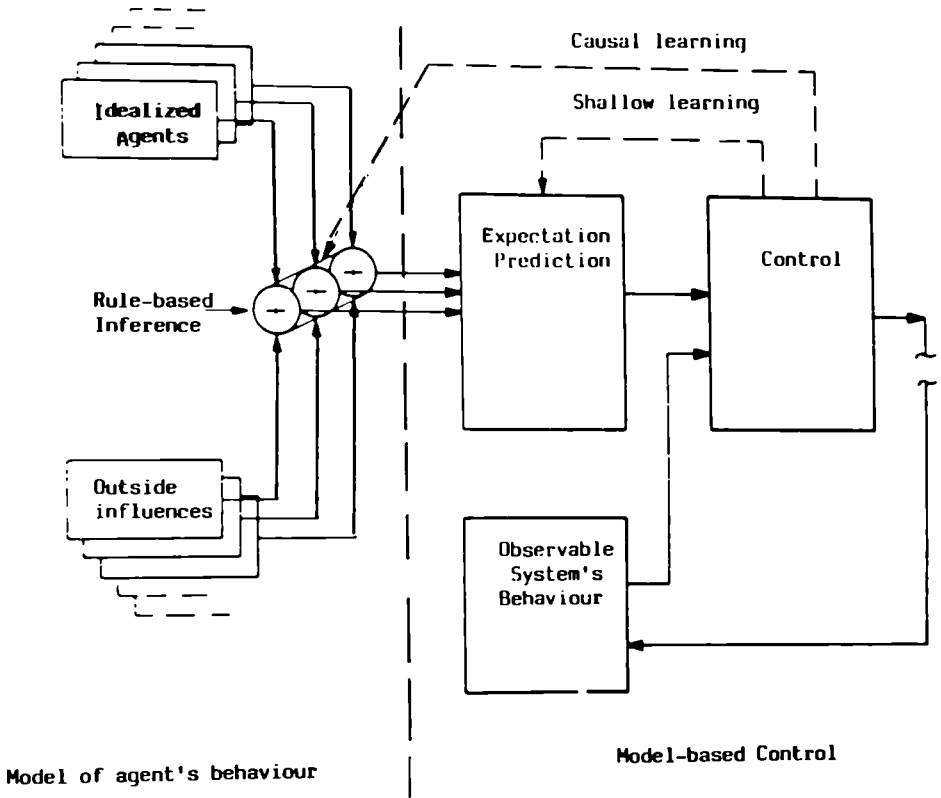 Causal learning
Shallow learning
Idealized
Agents
Expectation
Prediction
Control
Rule-based
Inference
Outside
influences
Observable
System's
Behaviour
Model of agent's behaviour
Model-based Control